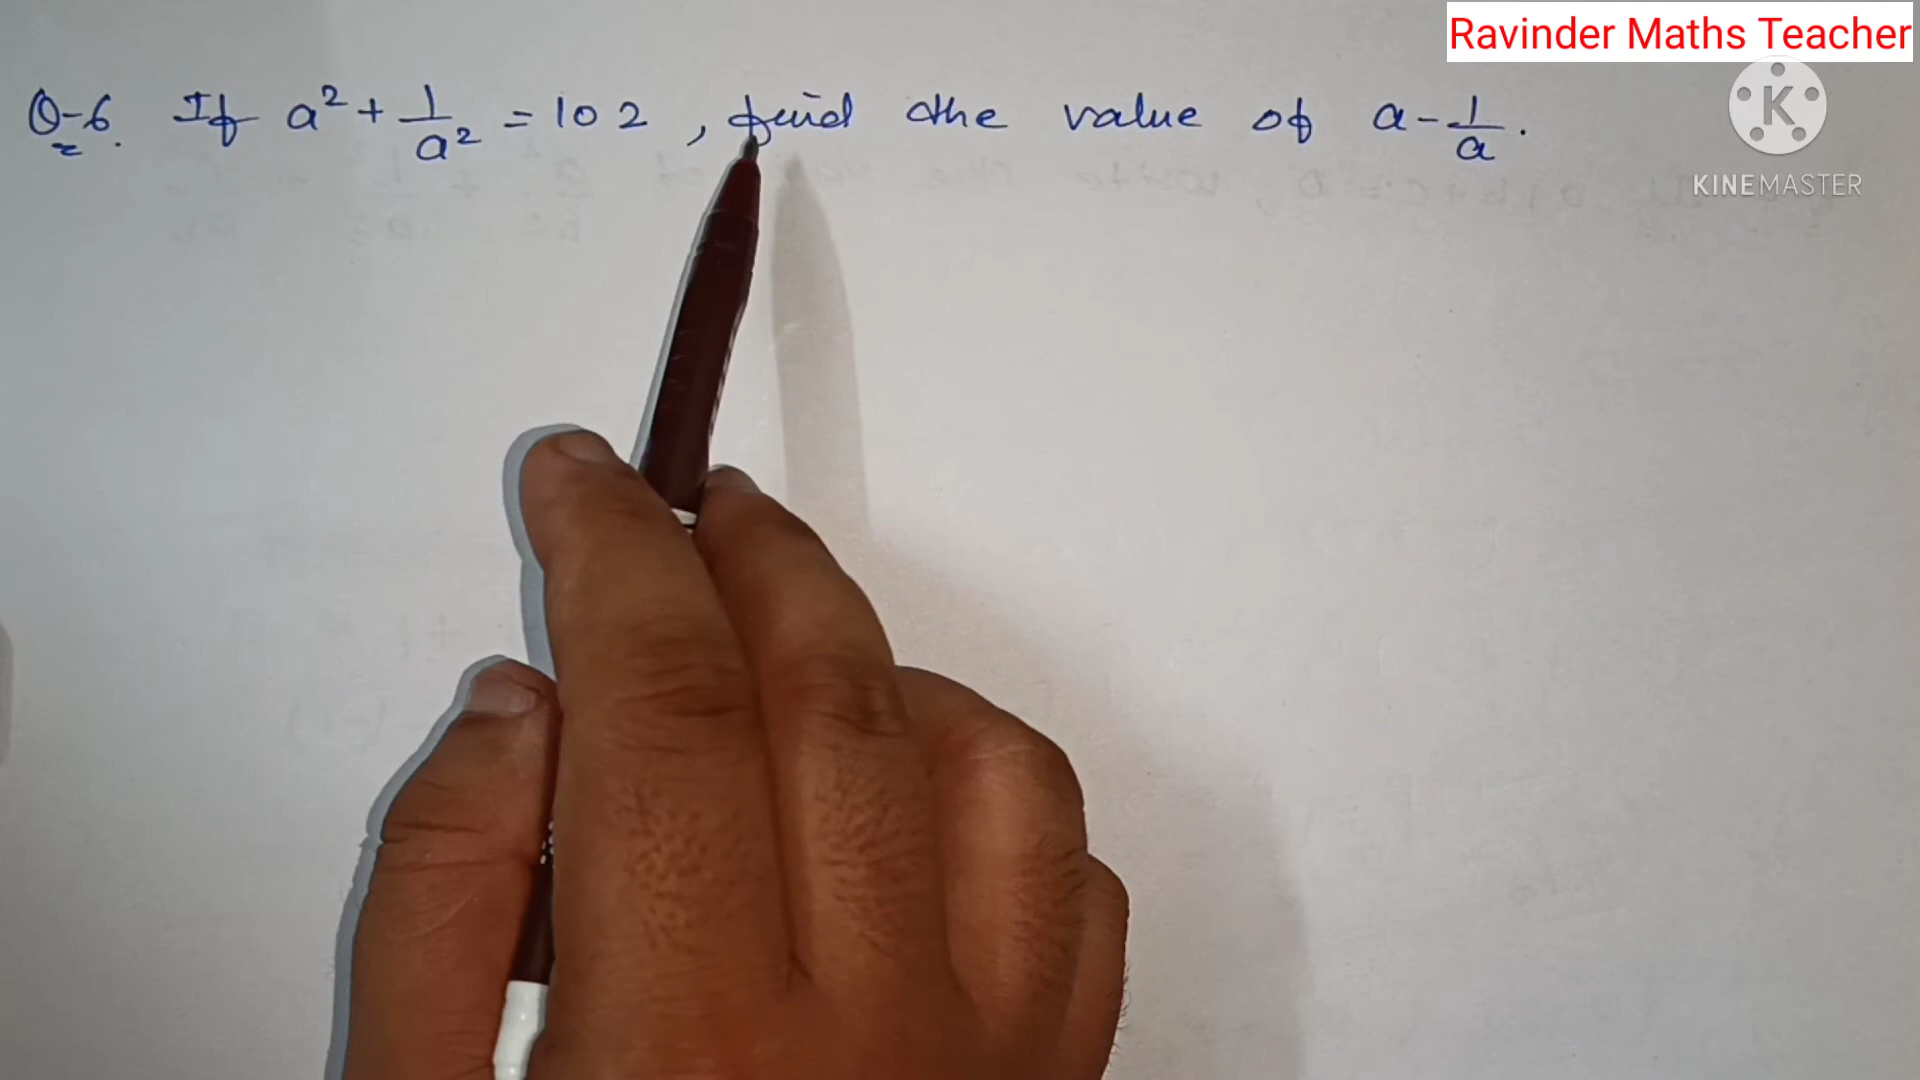 Ravinder Maths Teacher
Q-6. If a² + 1/a² = 102, find the value of a - 1/a.
K
KINEMASTER